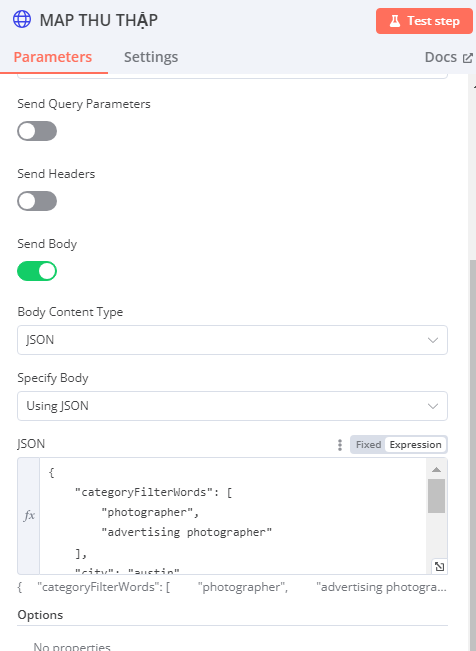 MAP THU THẬP
Test step
Parameters
Settings
Docs
Send Query Parameters
Send Headers
Send Body
Body Content Type
JSON
Specify Body
Using JSON
JSON
Fixed
Expression
fx
{
"categoryFilterWords": [
"photographer",
"advertising photographer"
],
"city": "austin"
{ "categoryFilterWords": [ "photographer", "advertising photogra...
Options
No properties